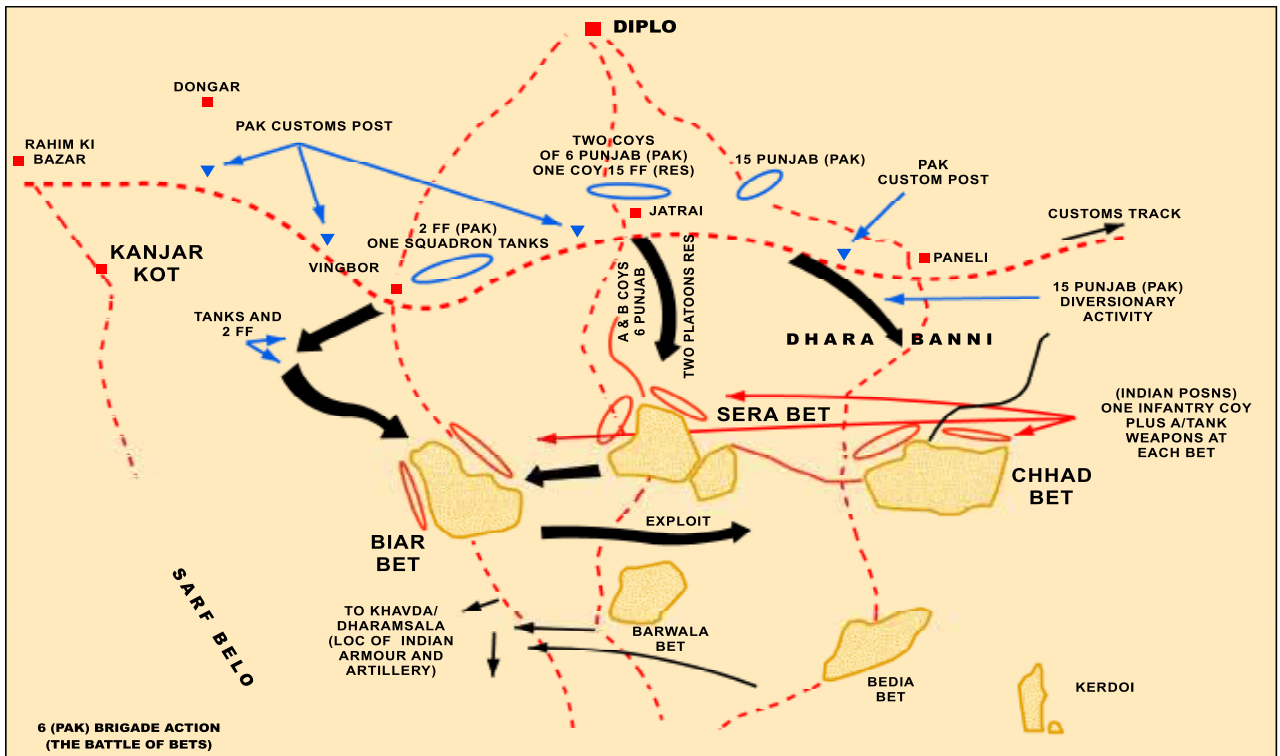 DIPLO
DONGAR
PAK CUSTOMS POST
RAHIM KI
BAZAR
TWO COYS
OF 6 PUNJAB (PAK)
ONE COY 15 FF (RES)
15 PUNJAB (PAK)
PAK
CUSTOM POST
JATRAI
CUSTOMS TRACK
2 FF (PAK)
ONE SQUADRON TANKS
KANJAR
KOT
VINGBOR
PANELI
A & B COYS
6 PUNJAB
TWO PLATOONS RES
15 PUNJAB (PAK)
DIVERSIONARY
ACTIVITY
TANKS AND
2 FF
DHARA BANNI
(INDIAN POSNS)
ONE INFANTRY COY
PLUS A/TANK
WEAPONS AT
EACH BET
SERA BET
CHHAD
BET
EXPLOIT
BIAR
BET
SARF BELO
TO KHAVDA/
DHARAMSALA
(LOC OF INDIAN
ARMOUR AND
ARTILLERY)
BARWALA
BET
BEDIA
BET
KERDOI
6 (PAK) BRIGADE ACTION
(THE BATTLE OF BETS)